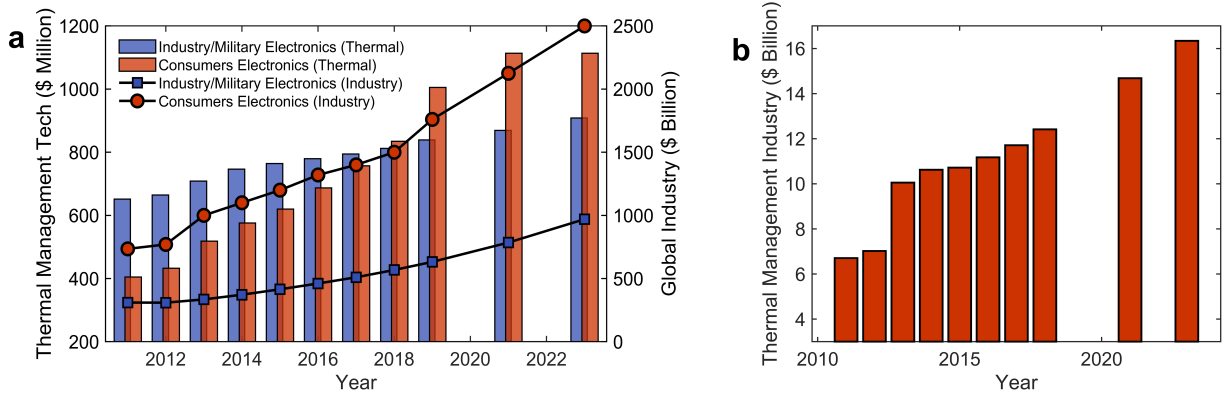 a
Thermal Management Tech ($ Million)
1200
1000
800
600
400
200
Industry/Military Electronics (Thermal)
Consumers Electronics (Thermal)
Industry/Military Electronics (Industry)
Consumers Electronics (Industry)
2500
2000
1500
1000
500
0
Global Industry ($ Billion)
2012 2014 2016 2018 2020 2022
Year
b
Thermal Management Industry ($ Billion)
16
14
12
10
8
6
4
2010 2015 2020
Year